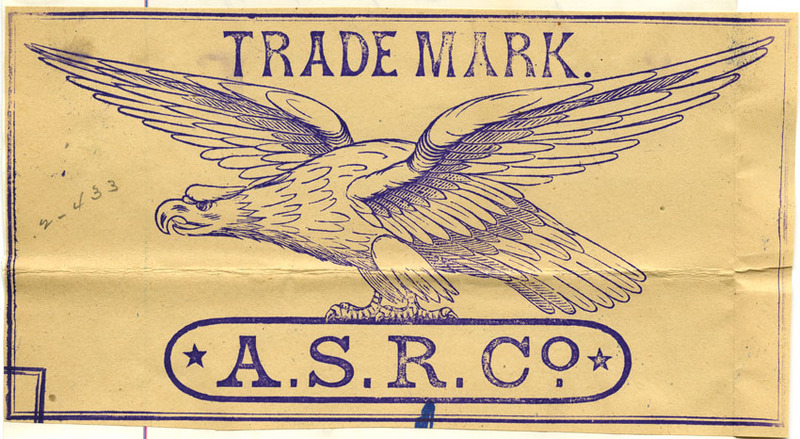 TRADE MARK.
2-433
A. S. R. Co.